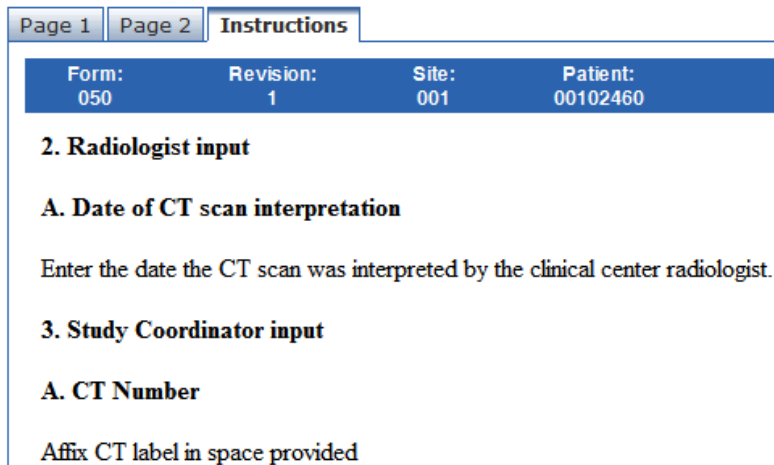 Page 1 Page 2 Instructions
Form: Revision: Site: Patient:
050 1 001 00102460
2. Radiologist input
A. Date of CT scan interpretation
Enter the date the CT scan was interpreted by the clinical center radiologist.
3. Study Coordinator input
A. CT Number
Affix CT label in space provided